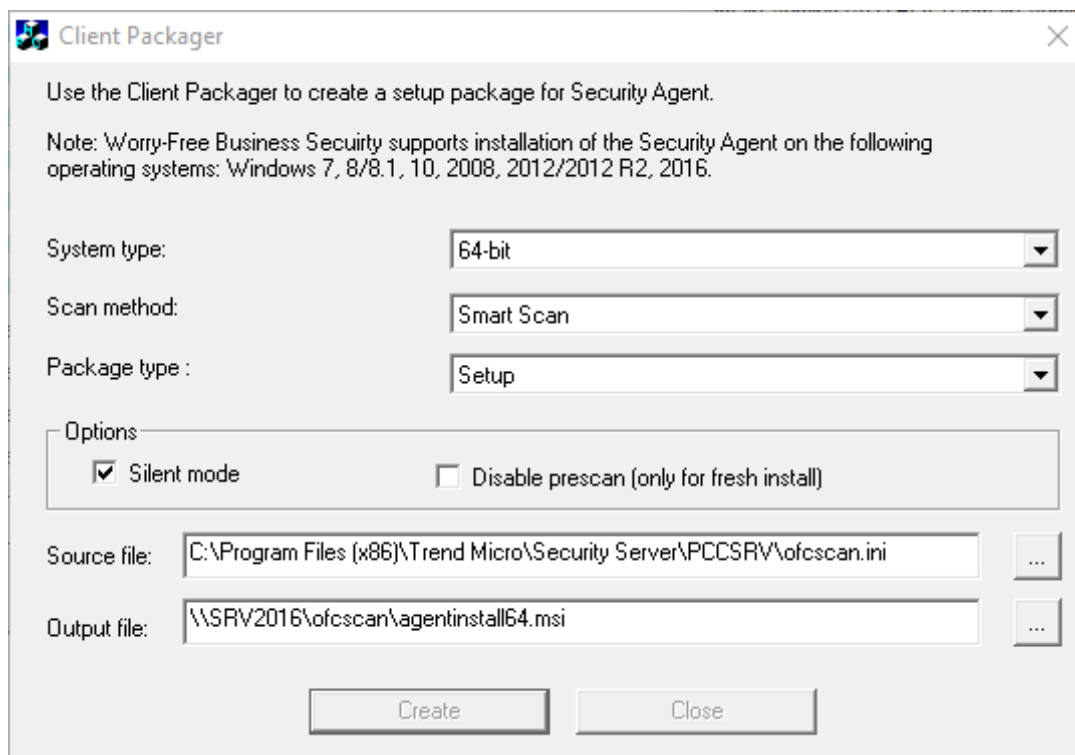 Client Packager
Use the Client Packager to create a setup package for Security Agent.
Note: Worry-Free Business Secuirty supports installation of the Security Agent on the following
operating systems: Windows 7, 8/8.1, 10, 2008, 2012/2012 R2, 2016.
System type:
64-bit
Scan method:
Smart Scan
Package type :
Setup
Options
Silent mode
Disable prescan (only for fresh install)
Source file:
C:\Program Files (x86)\Trend Micro\Security Server\PCCSRV\ofcscan.ini
...
Output file:
\\SRV2016\ofcscan\agentinstall64.msi
...
Create
Close